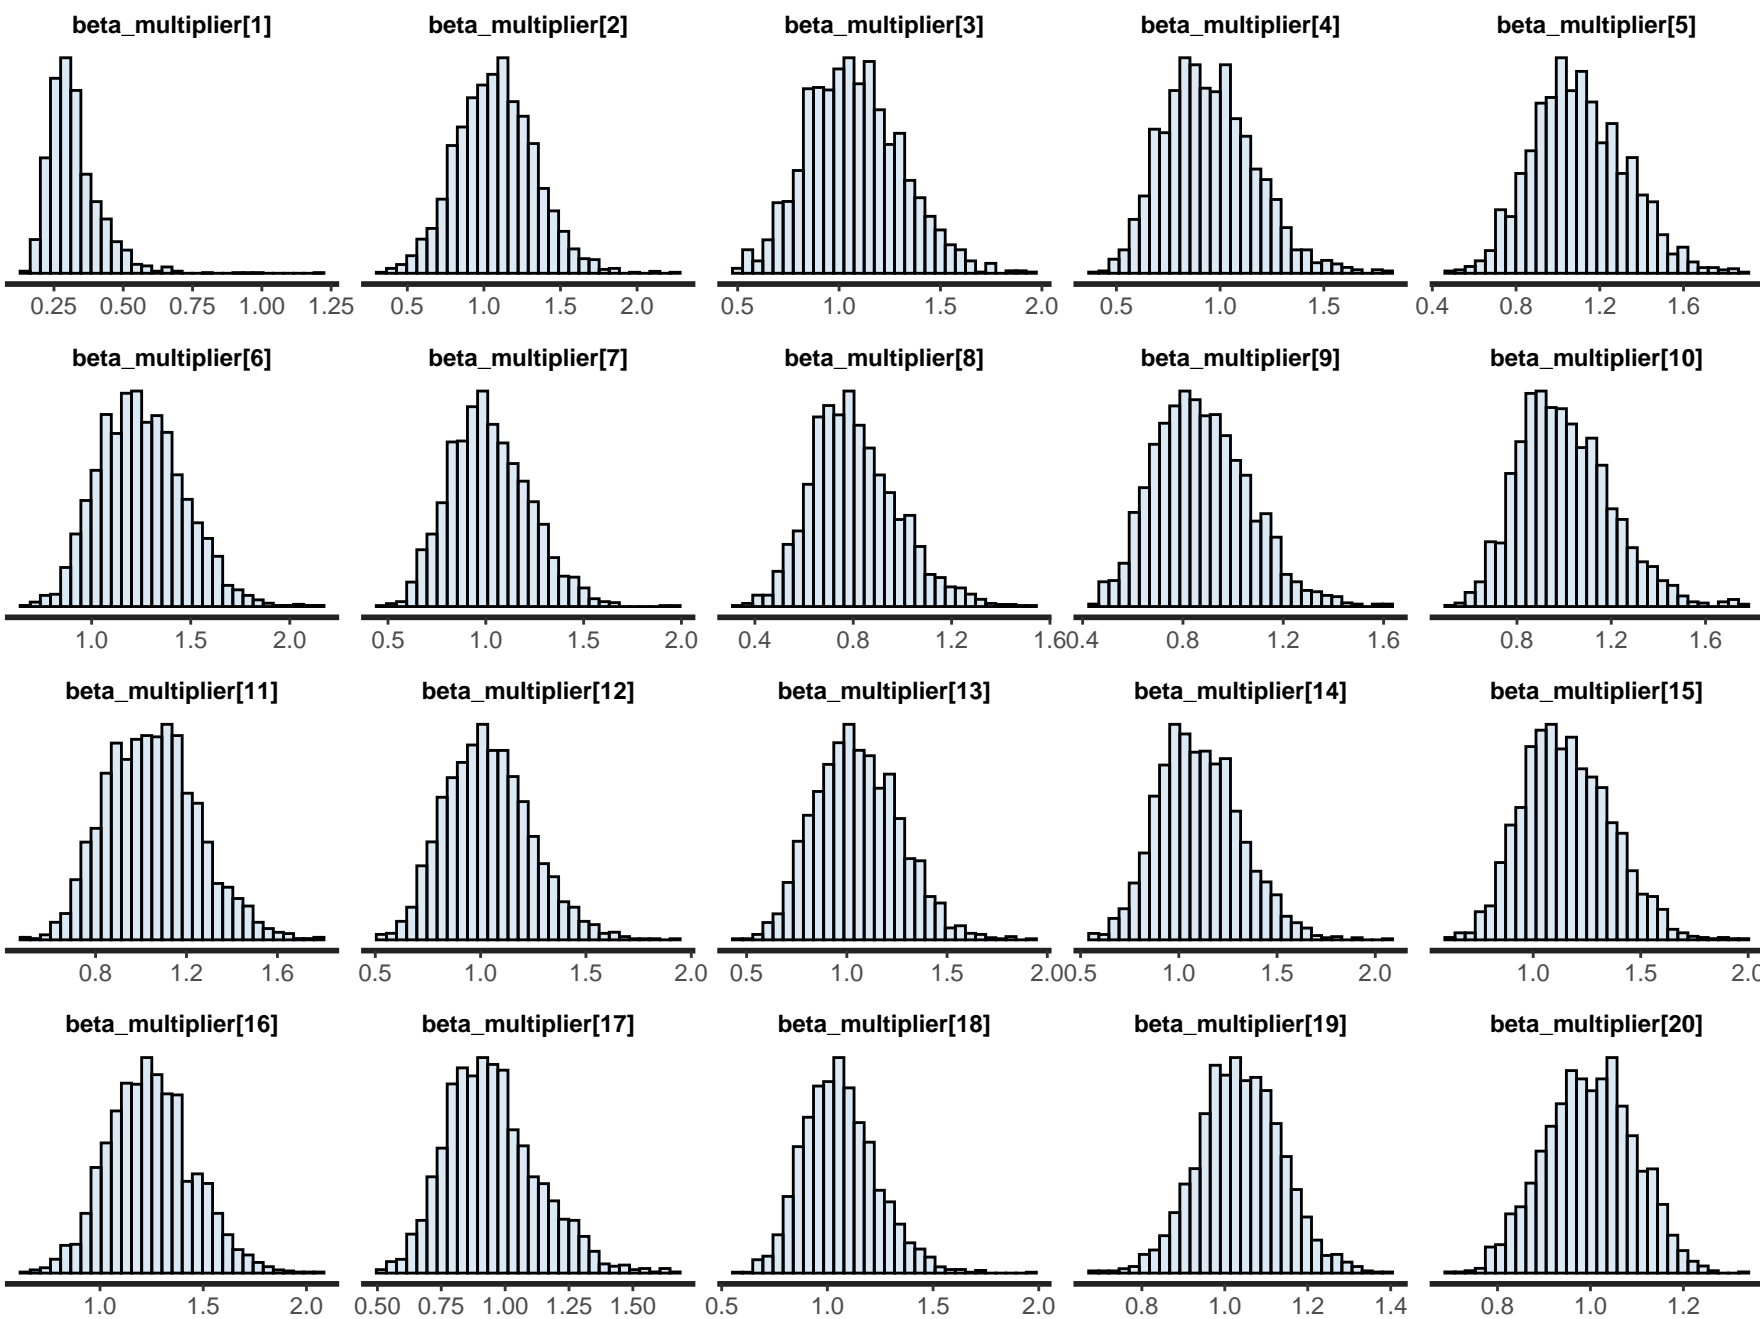 beta_multiplier[1] beta_multiplier[2] beta_multiplier[3] beta_multiplier[4] beta_multiplier[5]
0.25 0.50 0.75 1.00 1.25 0.5 1.0 1.5 2.0 0.5 1.0 1.5 2.0 0.5 1.0 1.5 0.4 0.8 1.2 1.6
beta_multiplier[6] beta_multiplier[7] beta_multiplier[8] beta_multiplier[9] beta_multiplier[10]
1.0 1.5 2.0 0.5 1.0 1.5 2.0 0.4 0.8 1.2 1.6 0.4 0.8 1.2 1.6 0.8 1.2 1.6
beta_multiplier[11] beta_multiplier[12] beta_multiplier[13] beta_multiplier[14] beta_multiplier[15]
0.8 1.2 1.6 0.5 1.0 1.5 2.0 0.5 1.0 1.5 2.0 0.5 1.0 1.5 2.0 1.0 1.5 2.0
beta_multiplier[16] beta_multiplier[17] beta_multiplier[18] beta_multiplier[19] beta_multiplier[20]
1.0 1.5 2.0 0.50 0.75 1.00 1.25 1.50 0.5 1.0 1.5 2.0 0.8 1.0 1.2 1.4 0.8 1.0 1.2